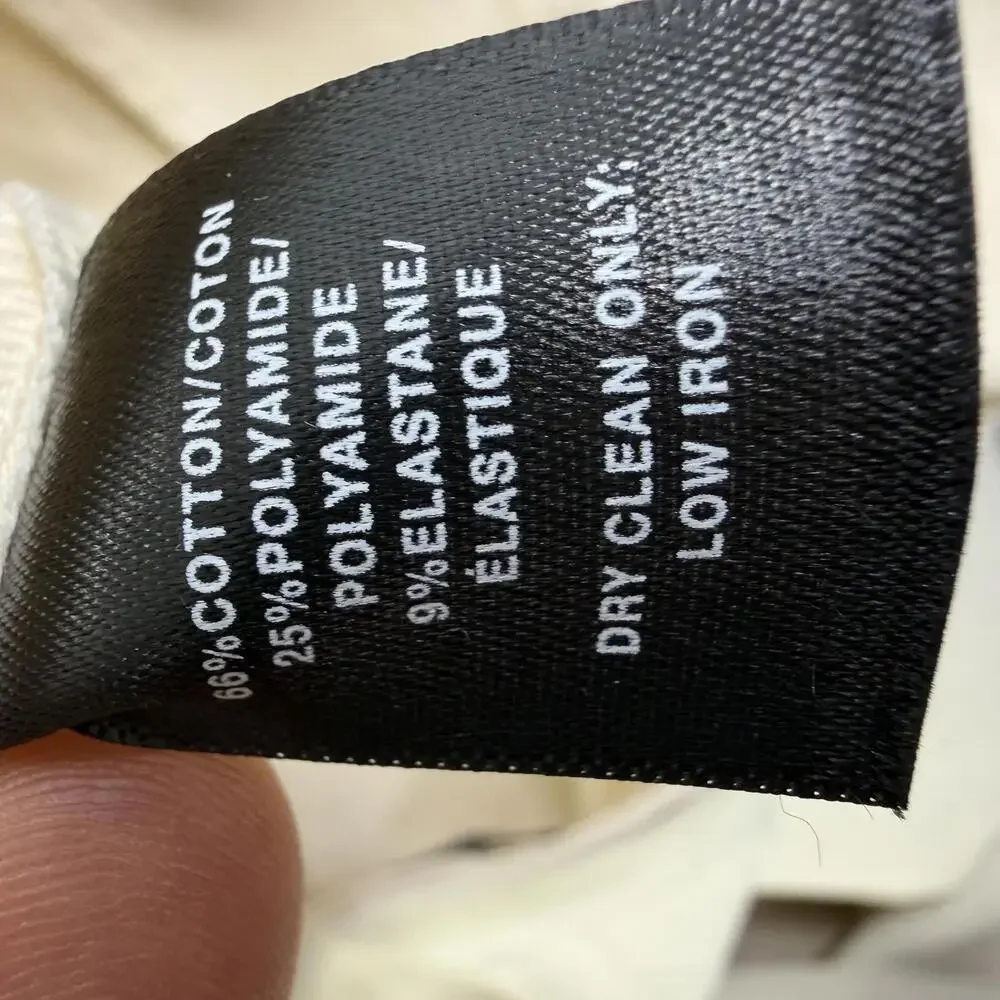 66%COTTON/COTON
25%POLYAMIDE/
POLYAMIDE
9%ELASTANE/
ÉLASTIQUE
DRY CLEAN ONLY;
LOW IRON